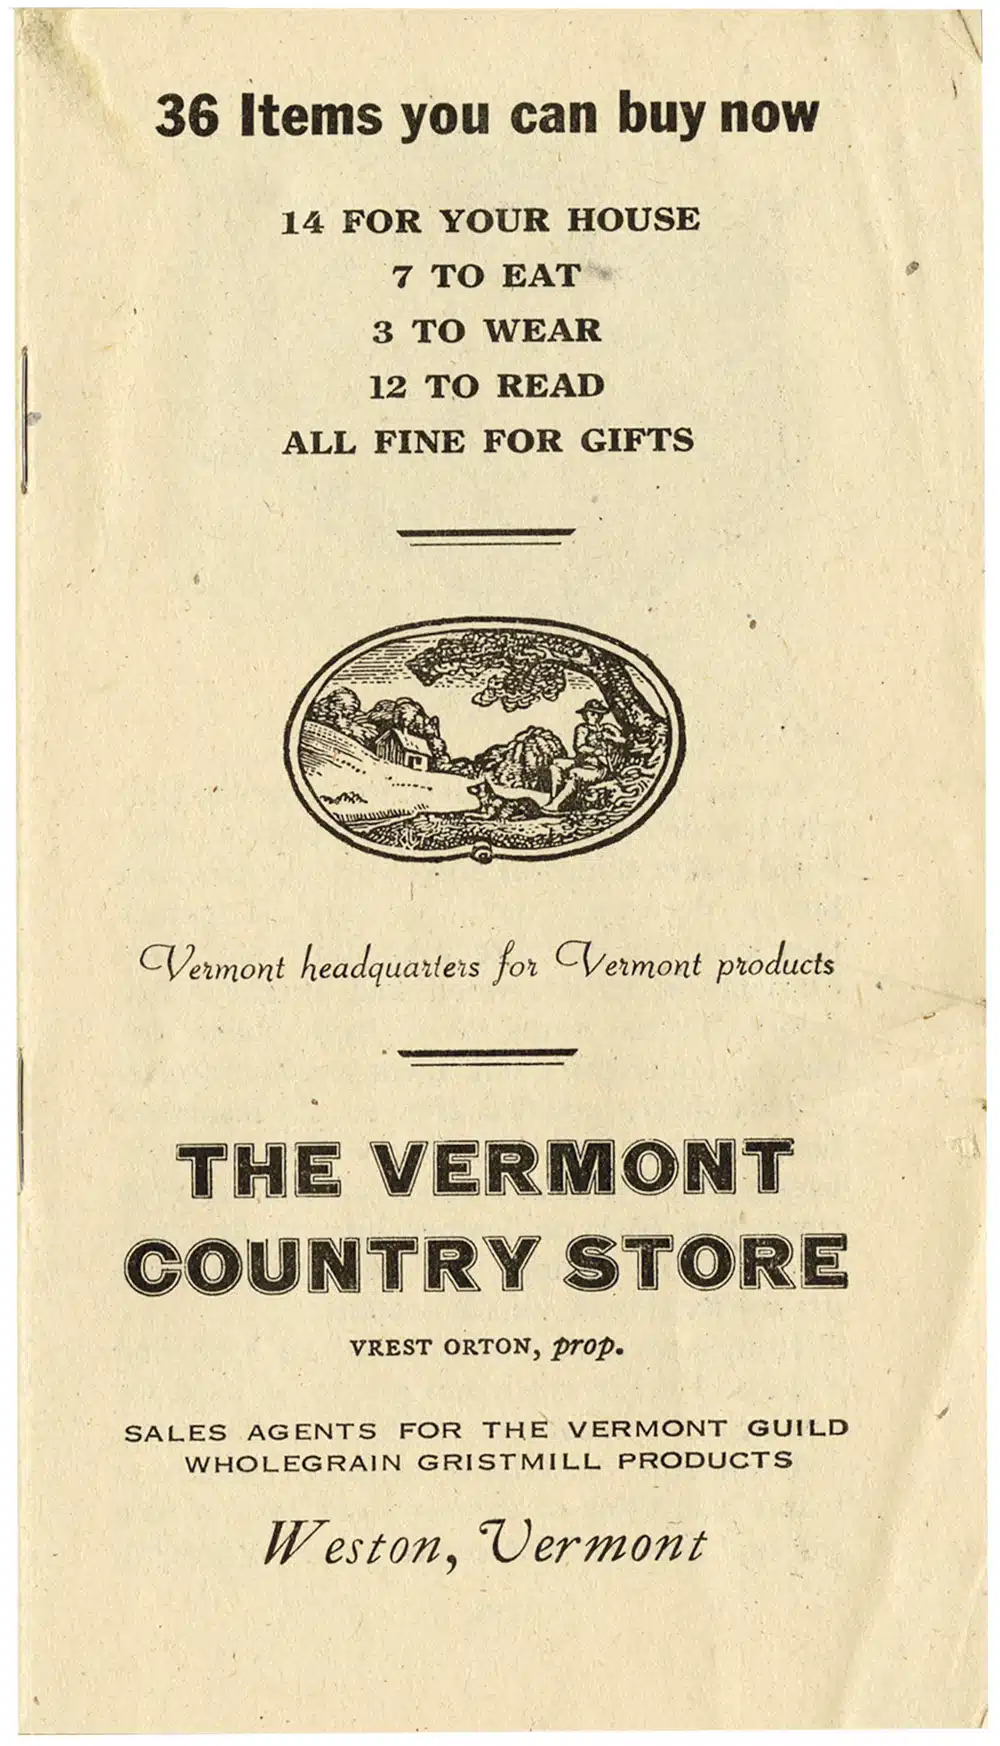 36 Items you can buy now
14 FOR YOUR HOUSE
7 TO EAT
3 TO WEAR
12 TO READ
ALL FINE FOR GIFTS
Vermont headquarters for Vermont products
THE VERMONT
COUNTRY STORE
VREST ORTON, prop.
SALES AGENTS FOR THE VERMONT GUILD
WHOLEGRAIN GRISTMILL PRODUCTS
Weston, Vermont